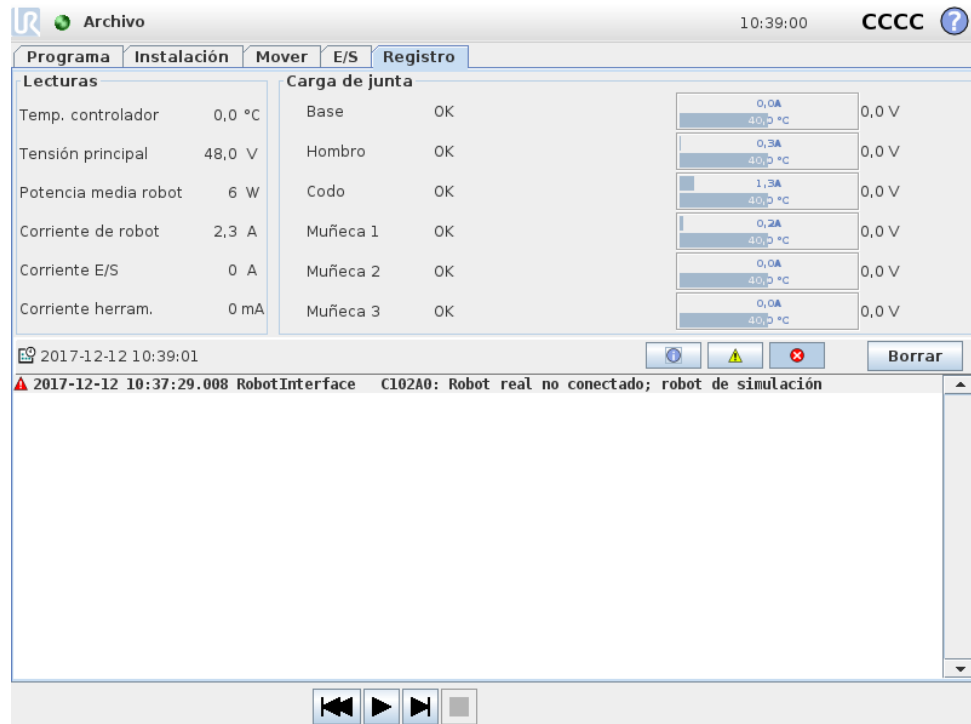 UR Archivo 10:39:00 CCCC ?
Programa Instalación Mover E/S Registro
Lecturas
Temp. controlador 0,0 °C
Tensión principal 48,0 V
Potencia media robot 6 W
Corriente de robot 2,3 A
Corriente E/S 0 A
Corriente herram. 0 mA
Carga de junta
Base OK 0,0A 40,0 °C 0,0 V
Hombro OK 0,3A 40,0 °C 0,0 V
Codo OK 1,3A 40,0 °C 0,0 V
Muñeca 1 OK 0,2A 40,0 °C 0,0 V
Muñeca 2 OK 0,0A 40,0 °C 0,0 V
Muñeca 3 OK 0,0A 40,0 °C 0,0 V
2017-12-12 10:39:01 Borrar
2017-12-12 10:37:29.008 RobotInterface C102A0: Robot real no conectado; robot de simulación